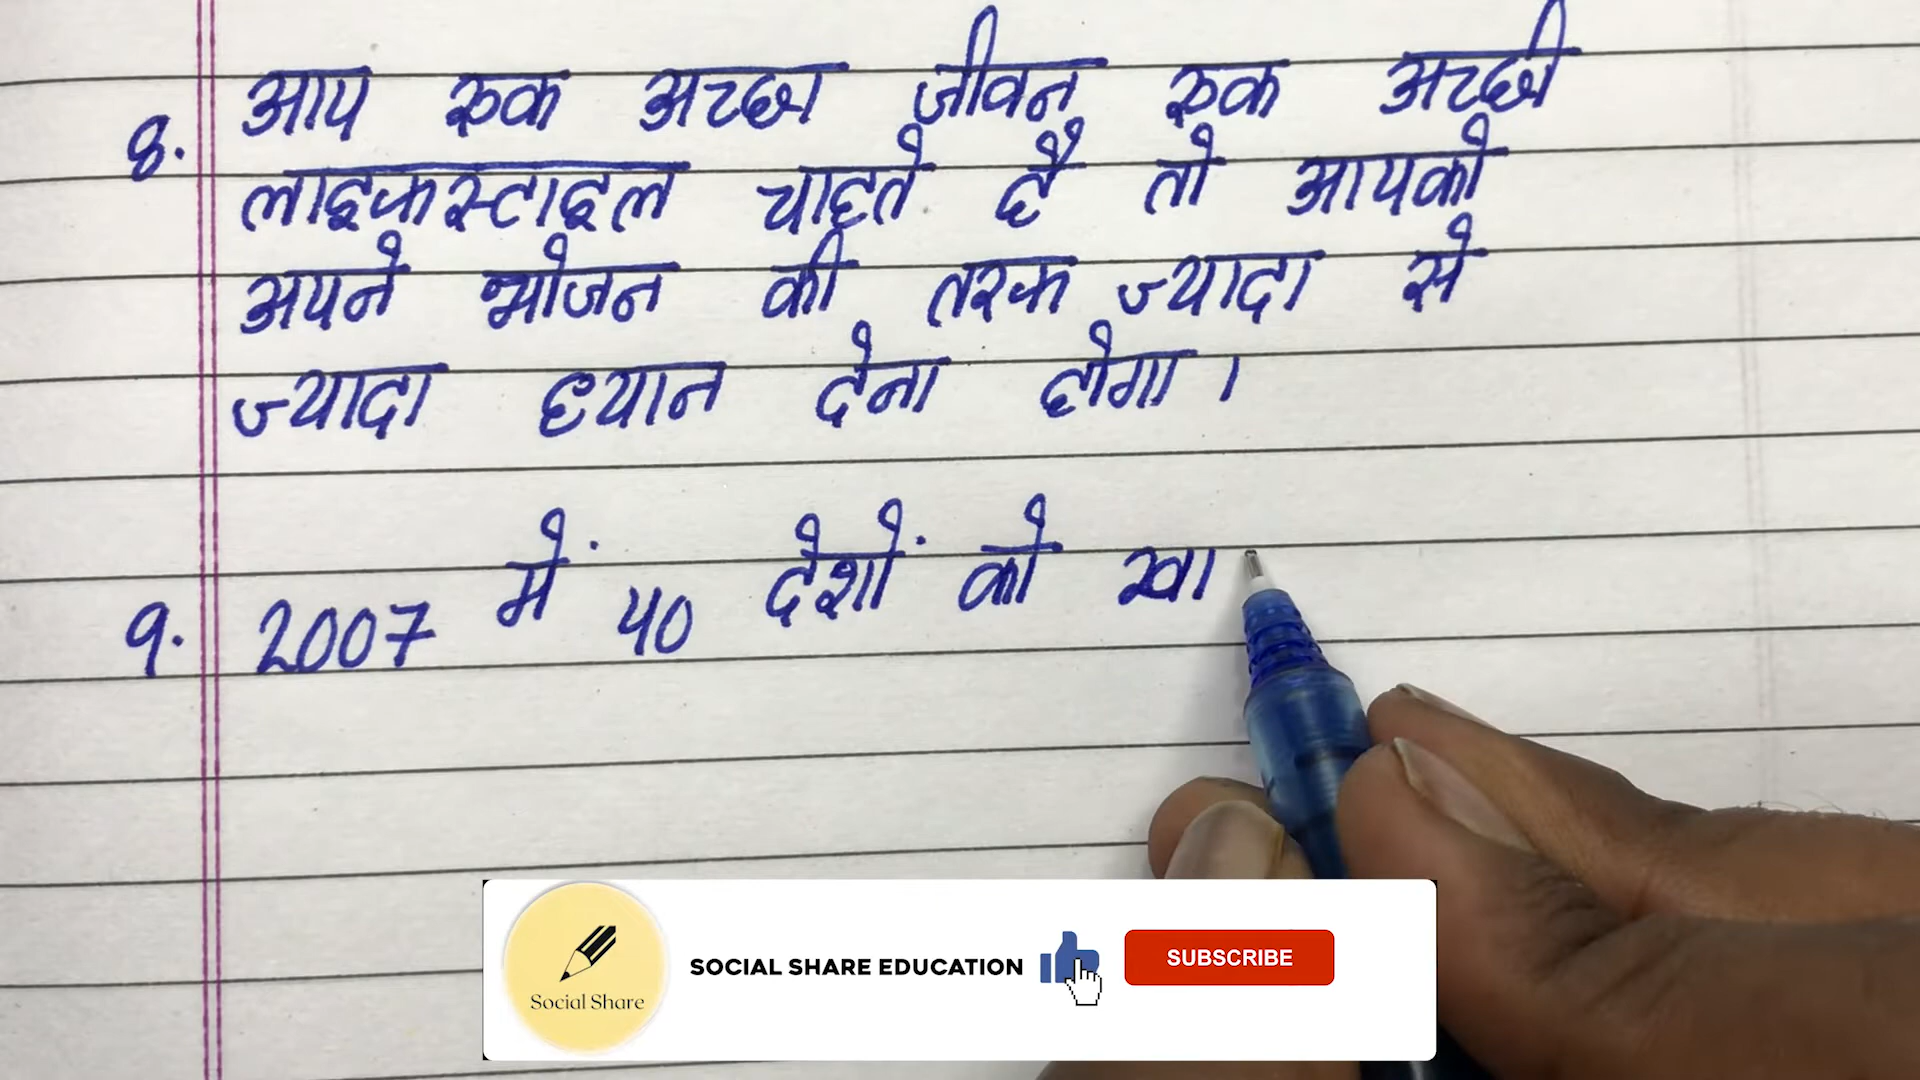 8. आप एक अच्छा जीवन एक अच्छी
लाइफस्टाइल चाहते है तो आपको
अपने भोजन की तरफ ज्यादा से
ज्यादा ध्यान देना होगा।
9. 2007 में 40 देशों को खा
SOCIAL SHARE EDUCATION
SUBSCRIBE
Social Share